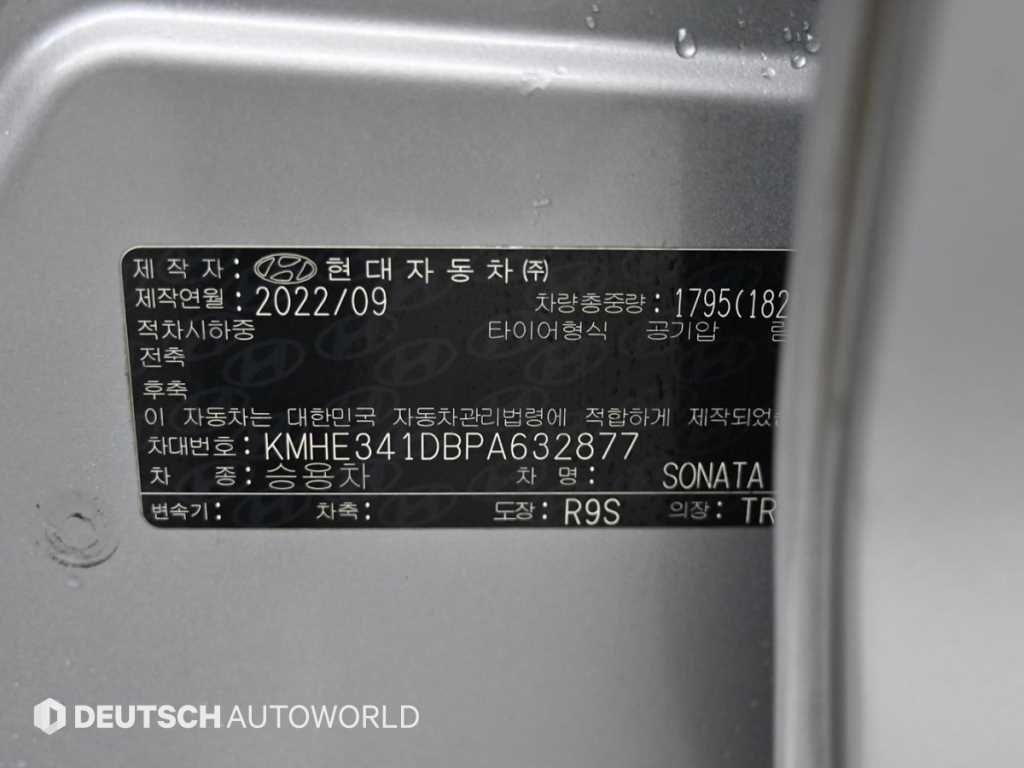 제 작 자 : 현대자동차(주)
제작연월 : 2022/09 차량총중량 : 1795(182
적차시하중 타이어형식 공기압
전축
후축
이 자동차는 대한민국 자동차관리법령에 적합하게 제작되었
차대번호 : KMHE341DBPA632877
차 종 : 승용차 차 명 : SONATA
변속기 : 차축 : 도장 : R9S 의장 : TR
DEUTSCH AUTOWORLD